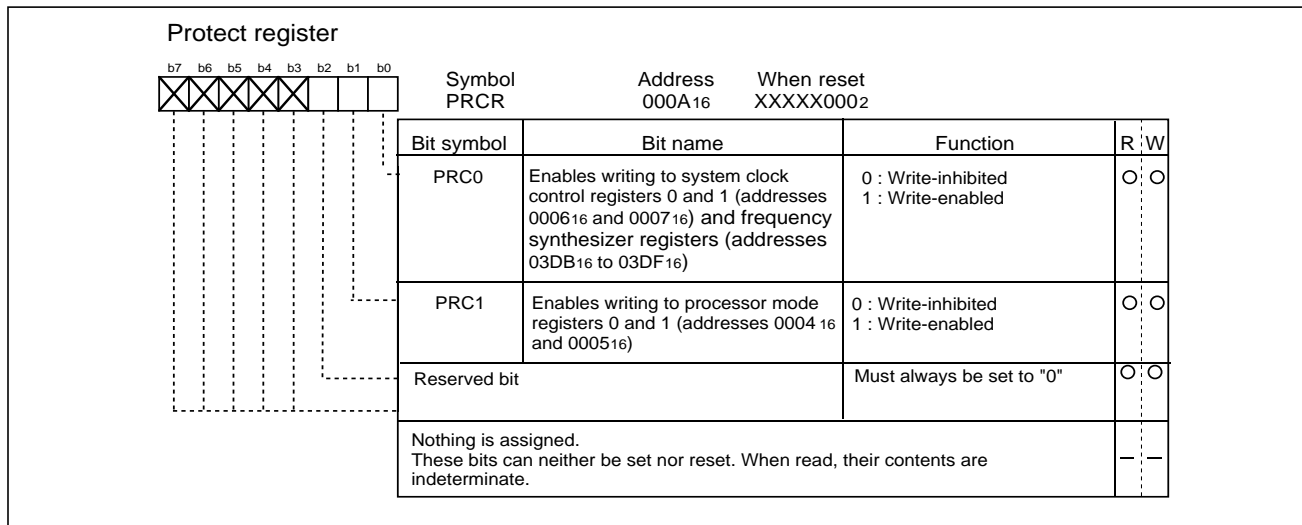 Protect register
b7 b6 b5 b4 b3 b2 b1 b0
Symbol Address When reset
PRCR 000A16 XXXXX0002
Bit symbol Bit name Function R W
PRC0 Enables writing to system clock 0 : Write-inhibited O O
control registers 0 and 1 (addresses 1 : Write-enabled
000616 and 000716) and frequency
synthesizer registers (addresses
03DB16 to 03DF16)
PRC1 Enables writing to processor mode 0 : Write-inhibited O O
registers 0 and 1 (addresses 0004 16 1 : Write-enabled
and 000516)
Reserved bit Must always be set to "0" O O
Nothing is assigned.
These bits can neither be set nor reset. When read, their contents are – –
indeterminate.